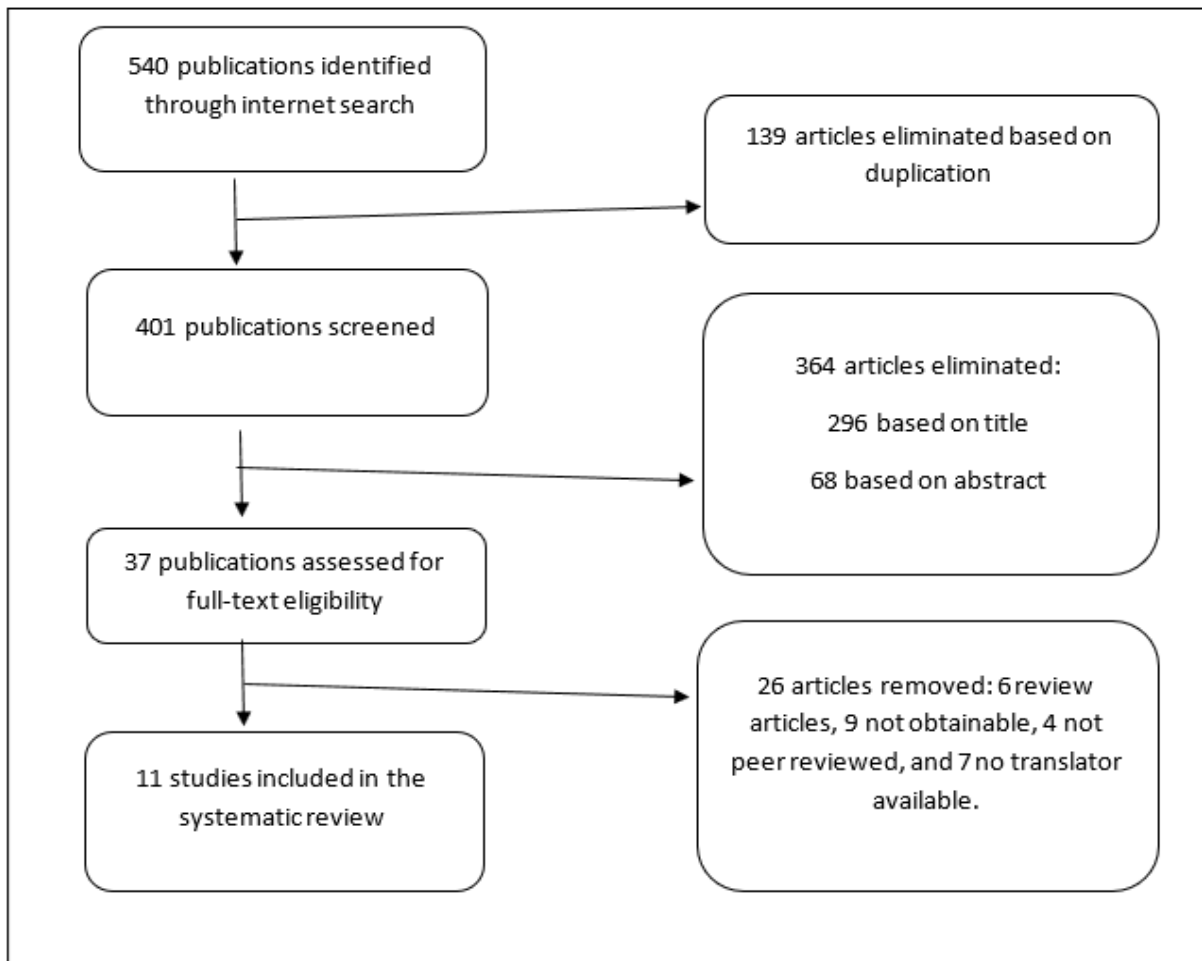 540 publications identified
through internet search
139 articles eliminated based on
duplication
401 publications screened
364 articles eliminated:
296 based on title
68 based on abstract
37 publications assessed for
full-text eligibility
26 articles removed: 6 review
articles, 9 not obtainable, 4 not
peer reviewed, and 7 no translator
available.
11 studies included in the
systematic review